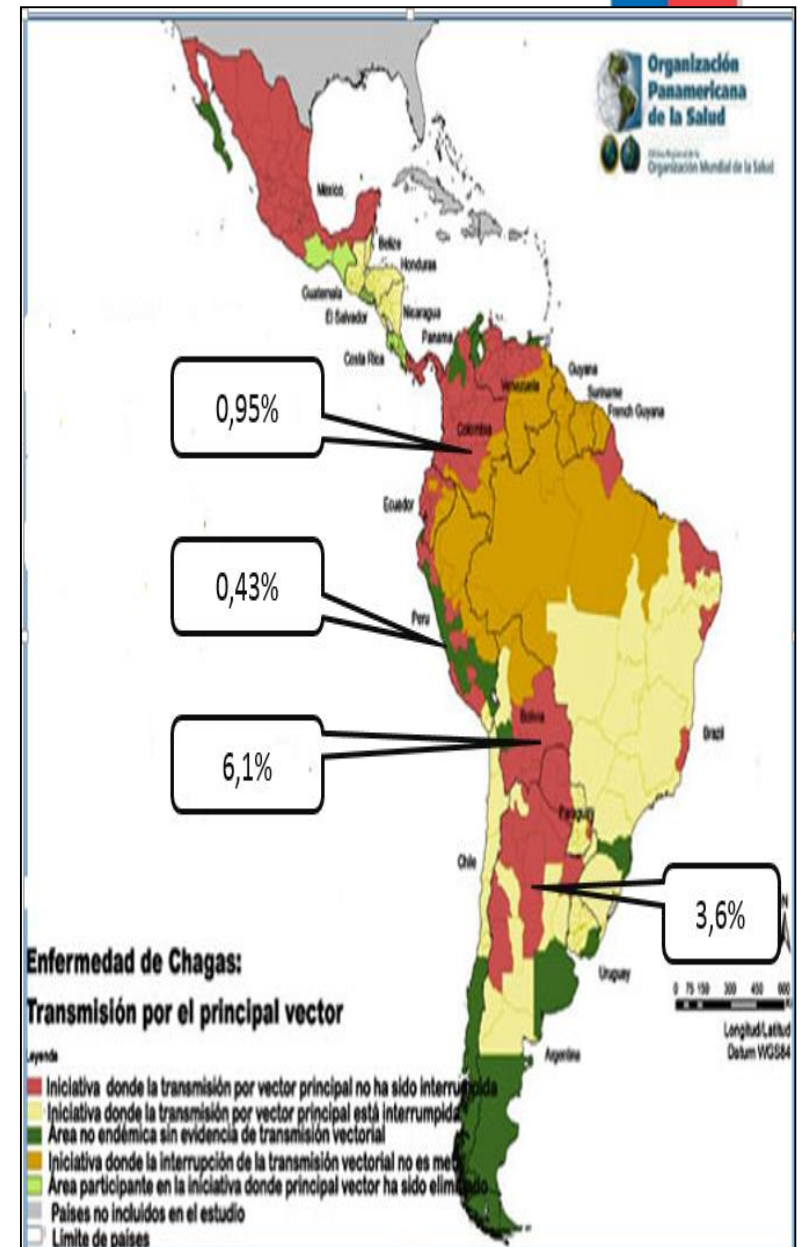 Organización
Panamericana
de la Salud
Organización Mundial de la Salud
Mexico
Belize
Honduras
Guatemala
El Salvador
Nicaragua
Costa Rica
Panama
Venezuela
Guyana
Suriname
French Guyana
0,95%
Colombia
Ecuador
0,43%
Peru
6,1%
Bolivia
Brazil
Paraguay
Chile
3,6%
N
Uruguay
0 75 150 300 450 600
Longitud/Latitud
Datum WGS84
Argentina
Enfermedad de Chagas:
Transmisión por el principal vector
Leyenda
Iniciativa donde la transmisión por vector principal no ha sido interrumpida
Iniciativa donde la transmisión por vector principal está interrumpida
Área no endémica sin evidencia de transmisión vectorial
Iniciativa donde la interrupción de la transmisión vectorial no es
Área participante en la iniciativa donde principal vector ha sido eliminado
Países no incluidos en el estudio
Limite de países